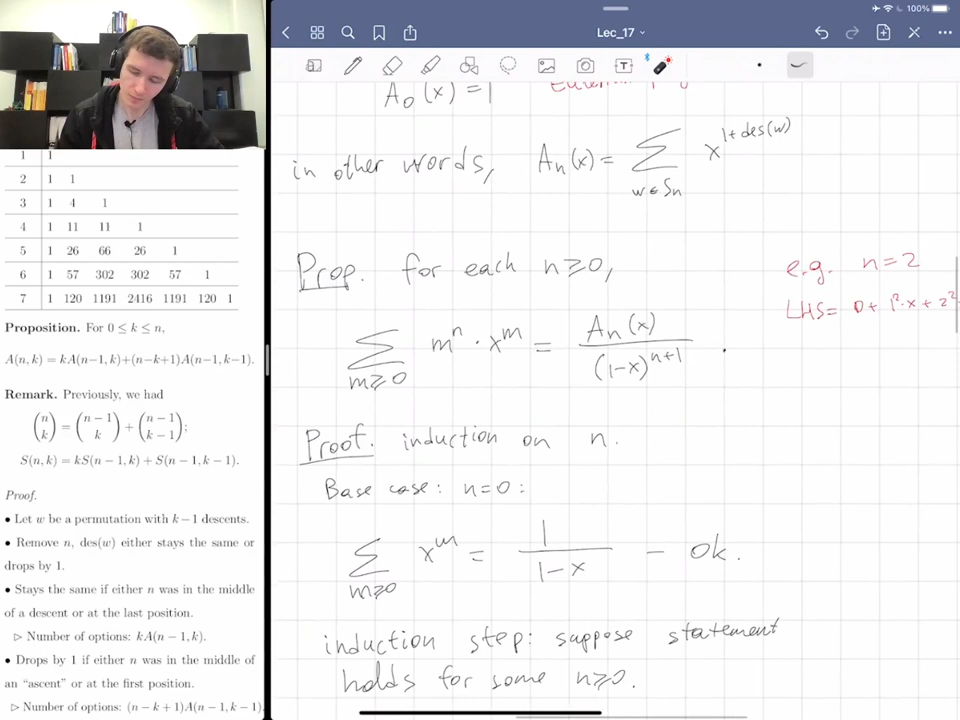 100%
Lec_17
1 | 1
2 | 1 1
3 | 1 4 1
4 | 1 11 11 1
5 | 1 26 66 26 1
6 | 1 57 302 302 57 1
7 | 1 120 1191 2416 1191 120 1
Proposition. For 0 ≤ k ≤ n,
A(n, k) = kA(n−1, k)+(n−k+1)A(n−1, k−1).
Remark. Previously, we had
(n k) = (n − 1 k) + (n − 1 k − 1);
S(n, k) = kS(n − 1, k) + S(n − 1, k − 1).
Proof.
• Let w be a permutation with k − 1 descents.
• Remove n, des(w) either stays the same or
drops by 1.
• Stays the same if either n was in the middle
of a descent or at the last position.
▷ Number of options: kA(n − 1, k).
• Drops by 1 if either n was in the middle of
an “ascent” or at the first position.
▷ Number of options: (n − k + 1)A(n − 1, k − 1)
A₀(x) = 1
in other words, Aₙ(x) = Σ_{w∈Sₙ} x^{1+des(w)}
Prop. for each n ⩾ 0,
Σ_{m⩾0} mⁿ · xᵐ = Aₙ(x) / (1−x)^{n+1} .
e.g. n = 2
LHS = 0 + 1²·x + 2²
Proof. induction on n.
Base case: n=0:
Σ_{m⩾0} xᵐ = 1 / (1−x) – ok.
induction step: suppose statement
holds for some n⩾0.